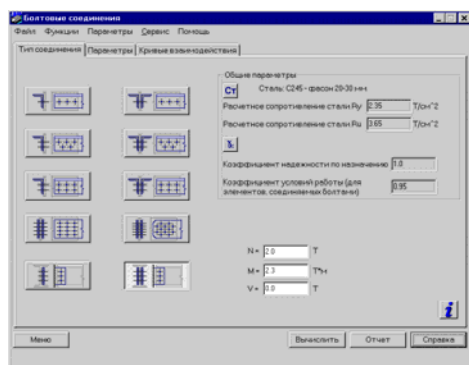 Болтовые соединения
Файл Функции Параметры Сервис Помощь
Тип соединения Параметры Кривые взаимодействия
Общие параметры
Ст Сталь: C245 - фасон 20-30 мм
Расчетное сопротивление стали Ry 2.35 Т/см^2
Расчетное сопротивление стали Ru 3.65 Т/см^2
Коэффициент надежности по назначению 1.0
Коэффициент условий работы (для
элементов, соединяемых болтами) 0.95
N = 2.0 Т
M = 2.3 Т*м
V = 8.0 Т
Меню Вычислить Отчет Справка